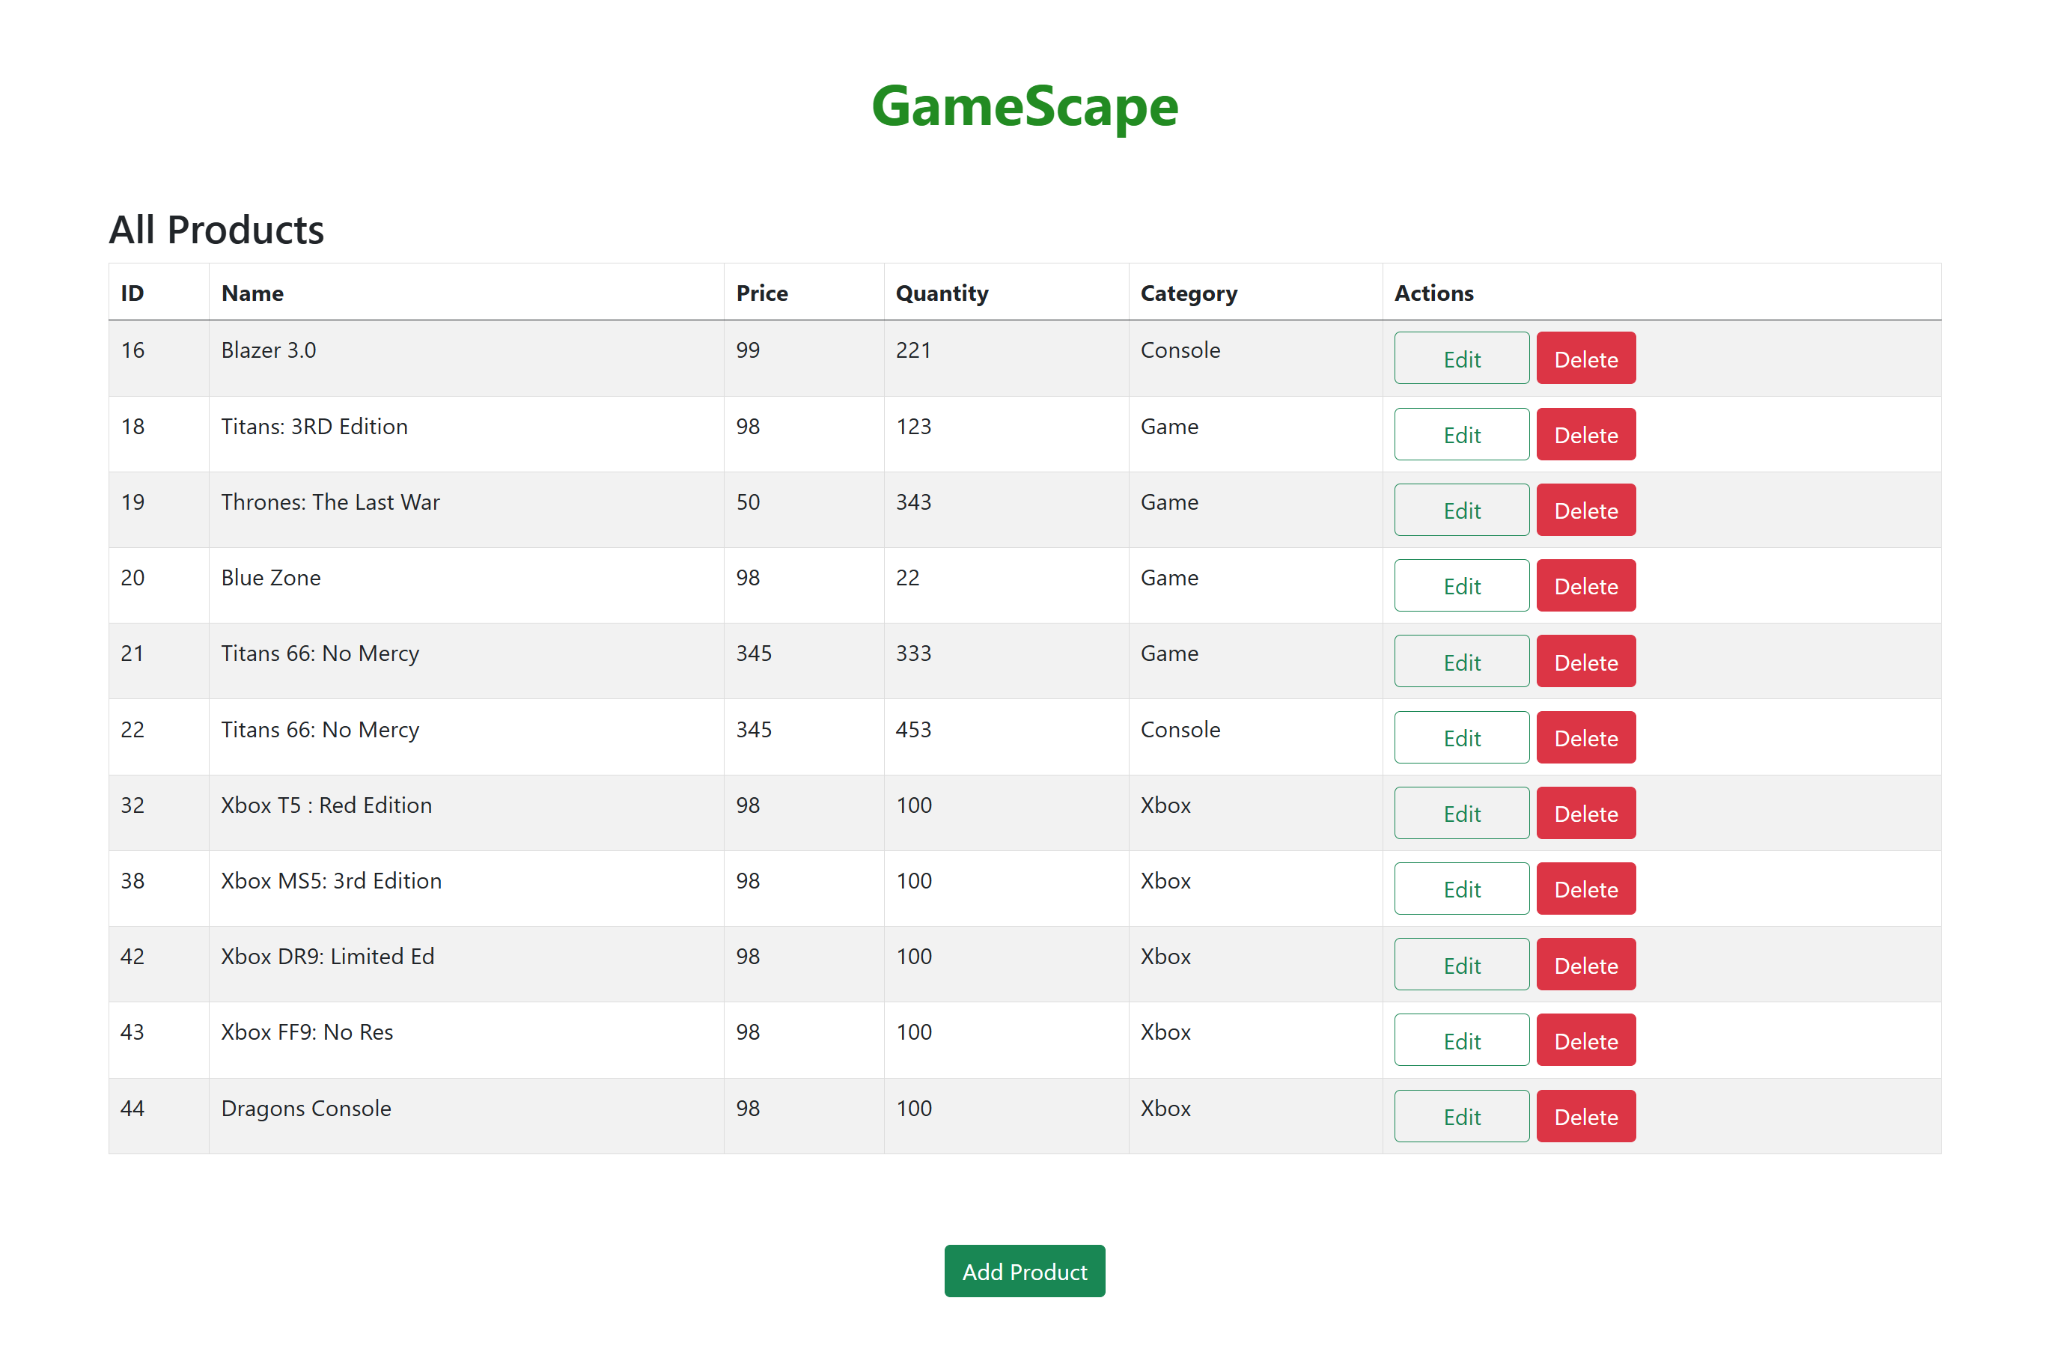 GameScape
All Products
ID Name Price Quantity Category Actions
16 Blazer 3.0 99 221 Console Edit Delete
18 Titans: 3RD Edition 98 123 Game Edit Delete
19 Thrones: The Last War 50 343 Game Edit Delete
20 Blue Zone 98 22 Game Edit Delete
21 Titans 66: No Mercy 345 333 Game Edit Delete
22 Titans 66: No Mercy 345 453 Console Edit Delete
32 Xbox T5 : Red Edition 98 100 Xbox Edit Delete
38 Xbox MS5: 3rd Edition 98 100 Xbox Edit Delete
42 Xbox DR9: Limited Ed 98 100 Xbox Edit Delete
43 Xbox FF9: No Res 98 100 Xbox Edit Delete
44 Dragons Console 98 100 Xbox Edit Delete
Add Product